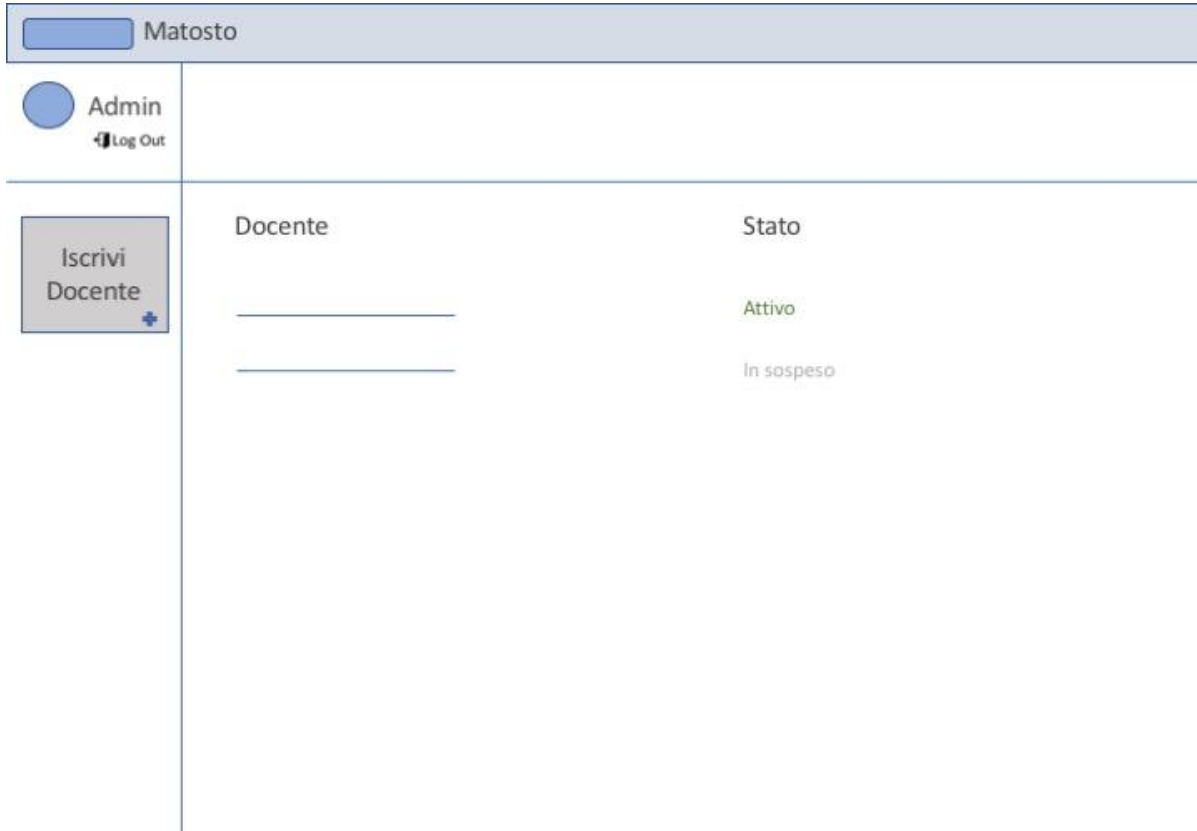 Matosto
Admin
Log Out
Iscrivi
Docente
Docente Stato
Attivo
In sospeso